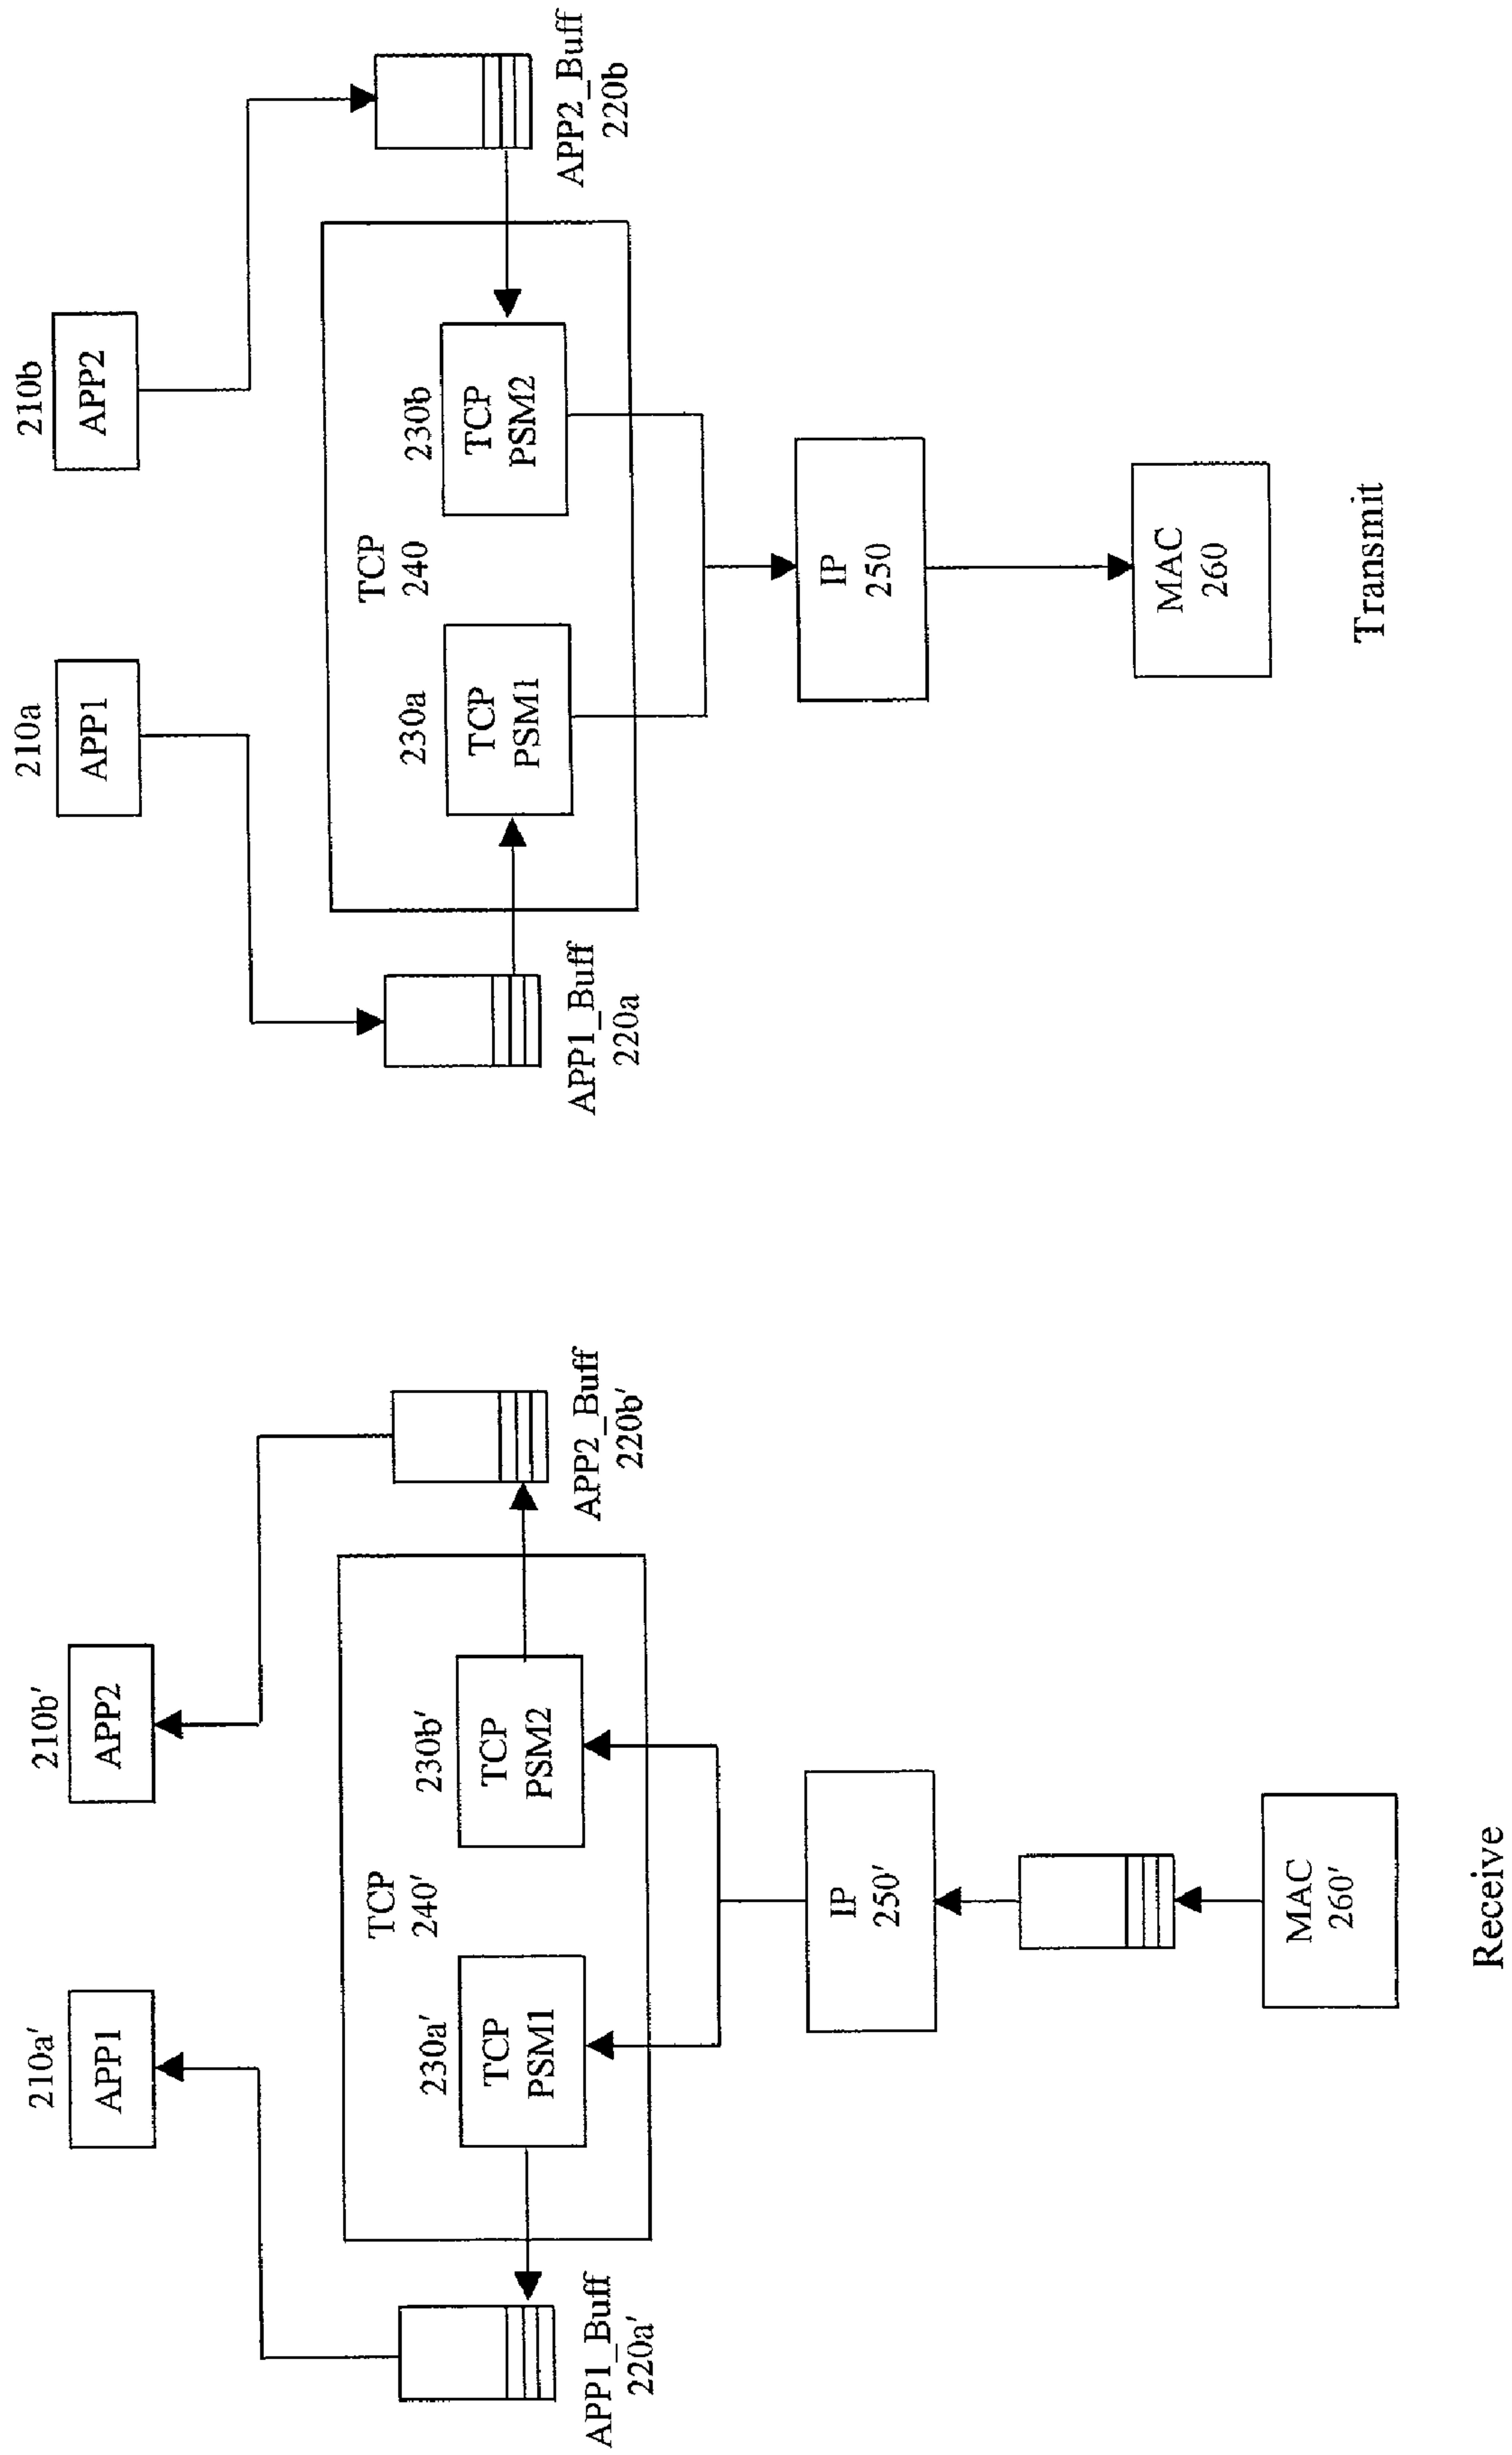 210a'
APP1
210b'
APP2
TCP
240'
230a'
TCP
PSM1
230b'
TCP
PSM2
APP1_Buff
220a'
APP2_Buff
220b'
IP
250'
MAC
260'
Receive
210a
APP1
210b
APP2
TCP
240
230a
TCP
PSM1
230b
TCP
PSM2
APP1_Buff
220a
APP2_Buff
220b
IP
250
MAC
260
Transmit